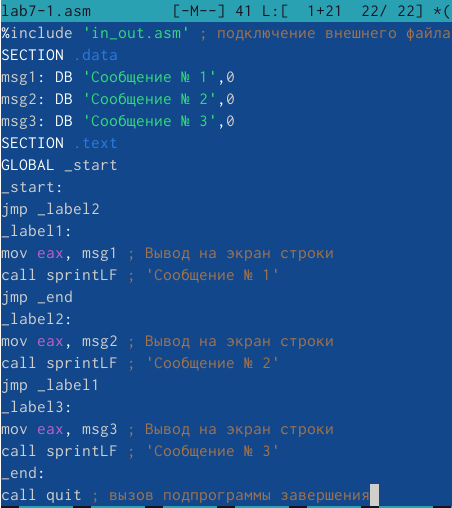 lab7-1.asm [-M--] 41 L:[ 1+21 22/ 22] *(
%include 'in_out.asm' ; подключение внешнего файла
SECTION .data
msg1: DB 'Сообщение № 1',0
msg2: DB 'Сообщение № 2',0
msg3: DB 'Сообщение № 3',0
SECTION .text
GLOBAL _start
_start:
jmp _label2
_label1:
mov eax, msg1 ; Вывод на экран строки
call sprintLF ; 'Сообщение № 1'
jmp _end
_label2:
mov eax, msg2 ; Вывод на экран строки
call sprintLF ; 'Сообщение № 2'
jmp _label1
_label3:
mov eax, msg3 ; Вывод на экран строки
call sprintLF ; 'Сообщение № 3'
_end:
call quit ; вызов подпрограммы завершения